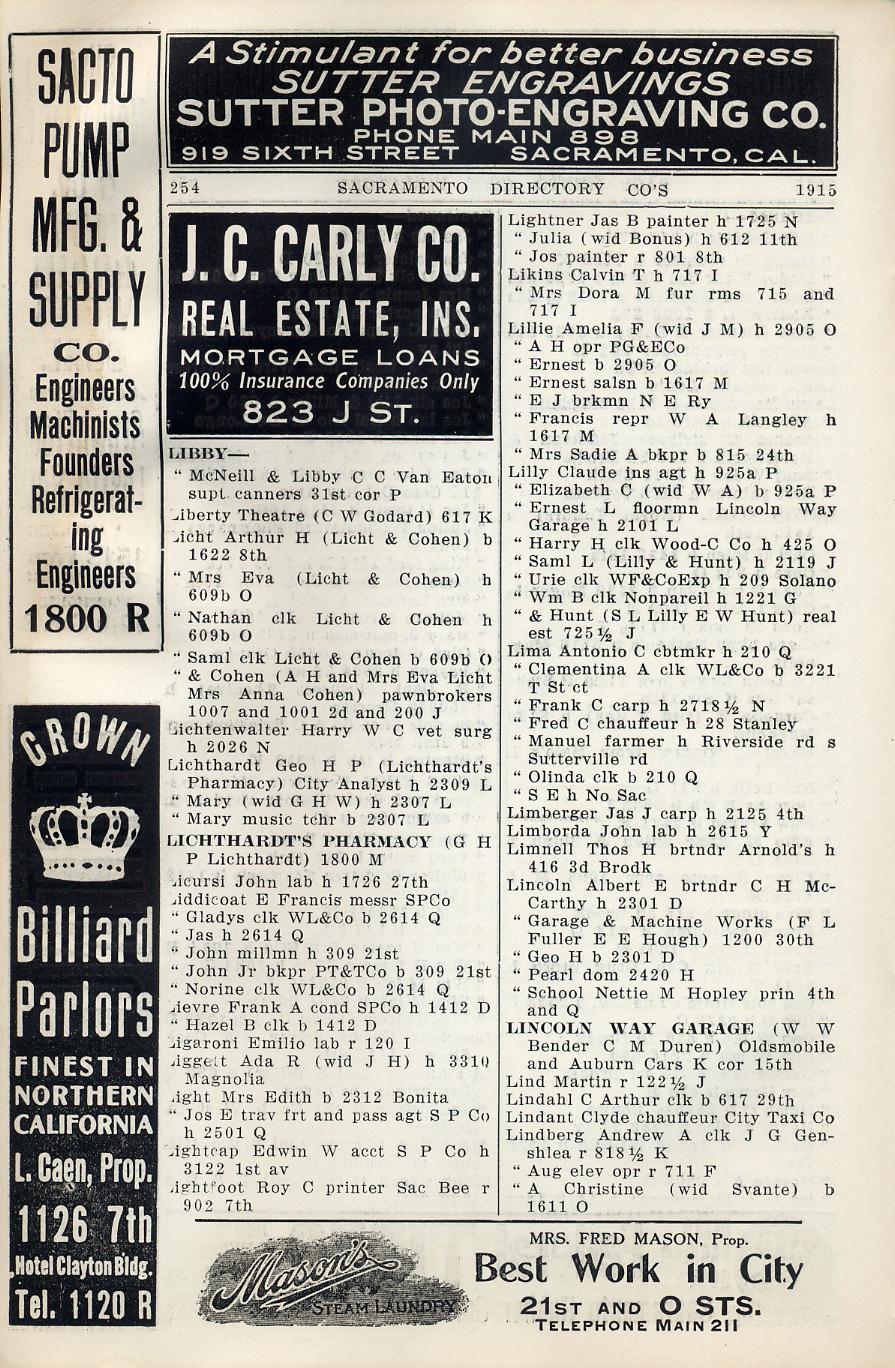 SACTO
PUMP
MFG. &
SUPPLY
CO.
Engineers
Machinists
Founders
Refrigerat-
ing
Engineers
1800 R
CROWN
Billiard
Parlors
FINEST IN
NORTHERN
CALIFORNIA
L. Caen, Prop.
1126 7th
Hotel Clayton Bldg.
Tel. 1120 R
A Stimulant for better business
SUTTER ENGRAVINGS
SUTTER PHOTO-ENGRAVING CO.
PHONE MAIN 898
919 SIXTH STREET SACRAMENTO, CAL.
254 SACRAMENTO DIRECTORY CO'S 1915
J. C. CARLY CO.
REAL ESTATE, INS.
MORTGAGE LOANS
100% Insurance Companies Only
823 J ST.
LIBBY—
" McNeill & Libby C C Van Eaton
supt canners 31st cor P
Liberty Theatre (C W Godard) 617 K
Licht Arthur H (Licht & Cohen) b
1622 8th
" Mrs Eva (Licht & Cohen) h
609b O
" Nathan clk Licht & Cohen h
609b O
" Saml clk Licht & Cohen b 609b O
" & Cohen (A H and Mrs Eva Licht
Mrs Anna Cohen) pawnbrokers
1007 and 1001 2d and 200 J
Lichtenwalter Harry W C vet surg
h 2026 N
Lichthardt Geo H P (Lichthardt's
Pharmacy) City Analyst h 2309 L
" Mary (wid G H W) h 2307 L
" Mary music tchr b 2307 L
LICHTHARDT'S PHARMACY (G H
P Lichthardt) 1800 M
Licursi John lab h 1726 27th
Liddicoat E Francis messr SPCo
" Gladys clk WL&Co b 2614 Q
" Jas h 2614 Q
" John millmn h 309 21st
" John Jr bkpr PT&TCo b 309 21st
" Norine clk WL&Co b 2614 Q
Lievre Frank A cond SPCo h 1412 D
" Hazel B clk b 1412 D
Ligaroni Emilio lab r 120 I
Liggett Ada R (wid J H) h 3310
Magnolia
Light Mrs Edith b 2312 Bonita
" Jos E trav frt and pass agt S P Co
h 2501 Q
Lightcap Edwin W acct S P Co h
3122 1st av
Lightfoot Roy C printer Sac Bee r
902 7th
Lightner Jas B painter h 1725 N
" Julia (wid Bonus) h 612 11th
" Jos painter r 801 8th
Likins Calvin T h 717 I
" Mrs Dora M fur rms 715 and
717 I
Lillie Amelia F (wid J M) h 2905 O
" A H opr PG&ECo
" Ernest b 2905 O
" Ernest salsn b 1617 M
" E J brkmn N E Ry
" Francis repr W A Langley h
1617 M
" Mrs Sadie A bkpr b 815 24th
Lilly Claude ins agt h 925a P
" Elizabeth C (wid W A) b 925a P
" Ernest L floormn Lincoln Way
Garage h 2101 L
" Harry H clk Wood-C Co h 425 O
" Saml L (Lilly & Hunt) h 2119 J
" Urie clk WF&CoExp h 209 Solano
" Wm B clk Nonpareil h 1221 G
" & Hunt (S L Lilly E W Hunt) real
est 725½ J
Lima Antonio C cbtmkr h 210 Q
" Clementina A clk WL&Co b 3221
T St ct
" Frank C carp h 2718½ N
" Fred C chauffeur h 28 Stanley
" Manuel farmer h Riverside rd s
Sutterville rd
" Olinda clk b 210 Q
" S E h No Sac
Limberger Jas J carp h 2125 4th
Limborda John lab h 2615 Y
Limnell Thos H brtndr Arnold's h
416 3d Brodk
Lincoln Albert E brtndr C H Mc-
Carthy h 2301 D
" Garage & Machine Works (F L
Fuller E E Hough) 1200 30th
" Geo H b 2301 D
" Pearl dom 2420 H
" School Nettie M Hopley prin 4th
and Q
LINCOLN WAY GARAGE (W W
Bender C M Duren) Oldsmobile
and Auburn Cars K cor 15th
Lind Martin r 122½ J
Lindahl C Arthur clk b 617 29th
Lindant Clyde chauffeur City Taxi Co
Lindberg Andrew A clk J G Gen-
shlea r 818½ K
" Aug elev opr r 711 F
" A Christine (wid Svante) b
1611 O
Mason's
STEAM LAUNDRY
MRS. FRED MASON, Prop.
Best Work in City
21ST AND O STS.
TELEPHONE MAIN 211